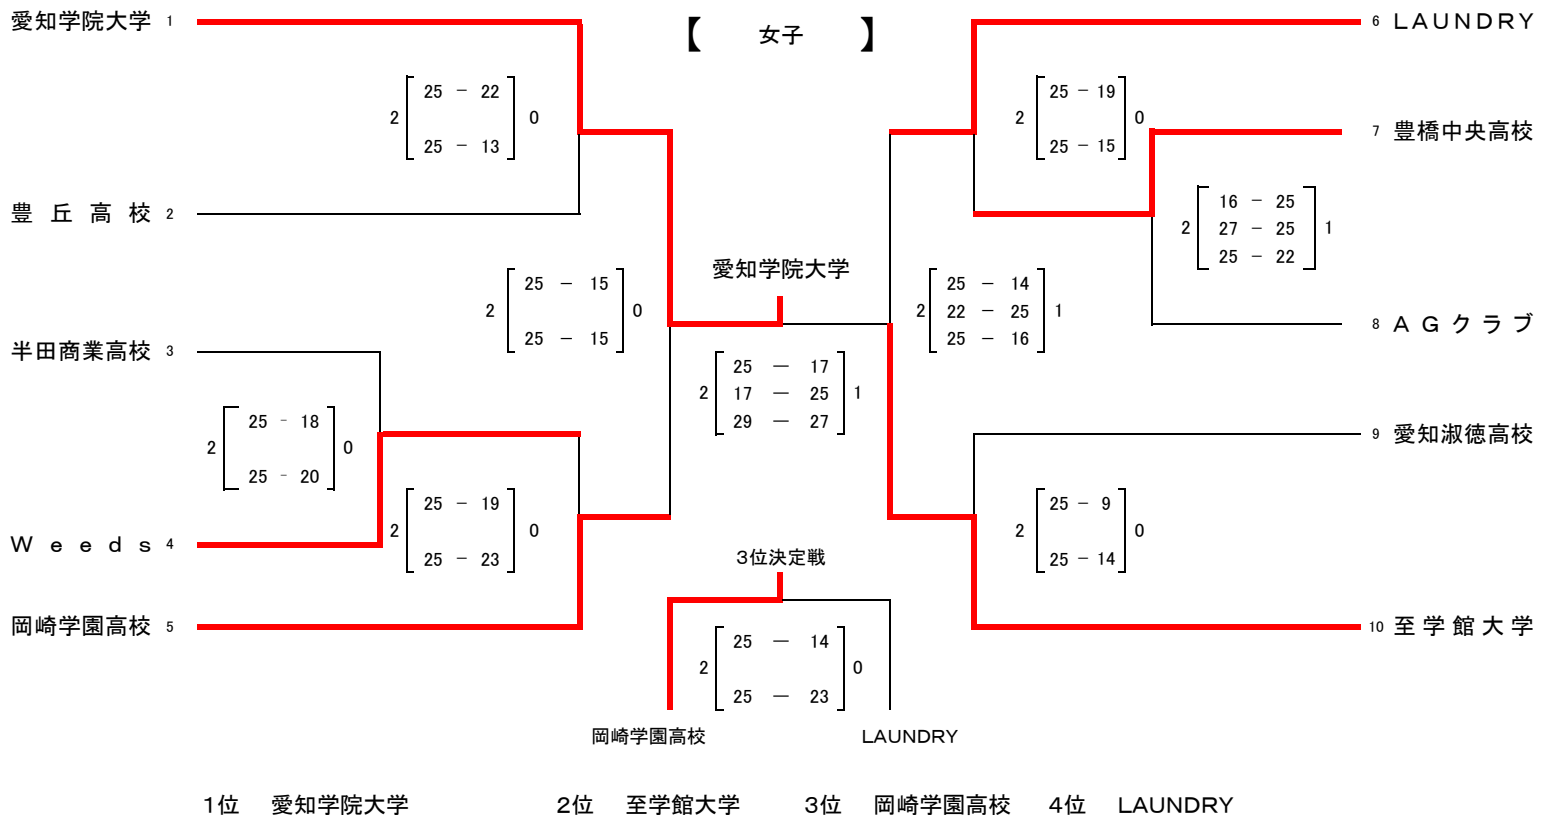 【 女子 】
愛知学院大学 1
6 LAUNDRY
2 25 － 22 0
25 － 13
2 25 － 19 0
25 － 15
7 豊橋中央高校
豊丘高校 2
2 16 － 25 1
27 － 25
25 － 22
愛知学院大学
2 25 － 15 0
25 － 15
2 25 － 14 1
22 － 25
25 － 16
8 AGクラブ
半田商業高校 3
2 25 － 17 1
17 － 25
29 － 27
2 25 - 18 0
25 - 20
9 愛知淑徳高校
2 25 － 19 0
25 － 23
2 25 － 9 0
25 － 14
Weeds 4
3位決定戦
岡崎学園高校 5
10 至学館大学
2 25 － 14 0
25 － 23
岡崎学園高校 LAUNDRY
1位 愛知学院大学 2位 至学館大学 3位 岡崎学園高校 4位 LAUNDRY